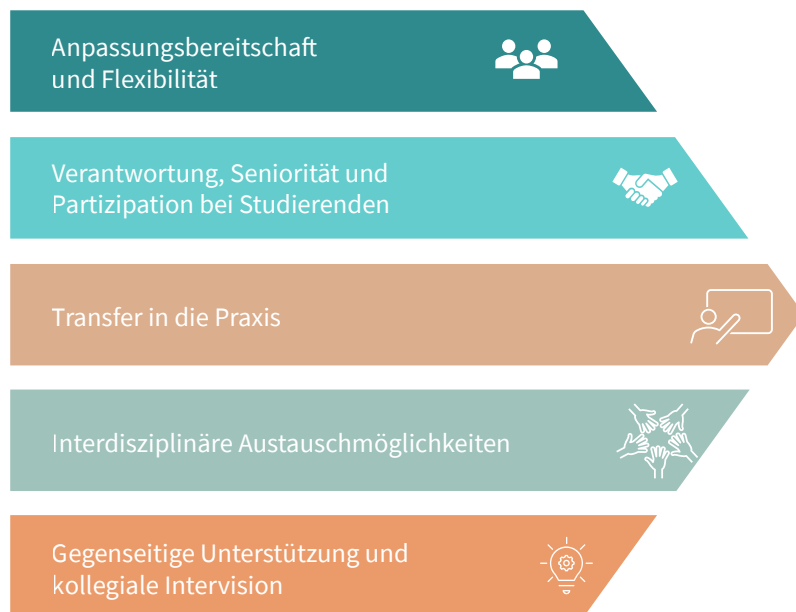 Anpassungsbereitschaft
und Flexibilität
Verantwortung, Seniorität und
Partizipation bei Studierenden
Transfer in die Praxis
Interdisziplinäre Austauschmöglichkeiten
Gegenseitige Unterstützung und
kollegiale Intervision